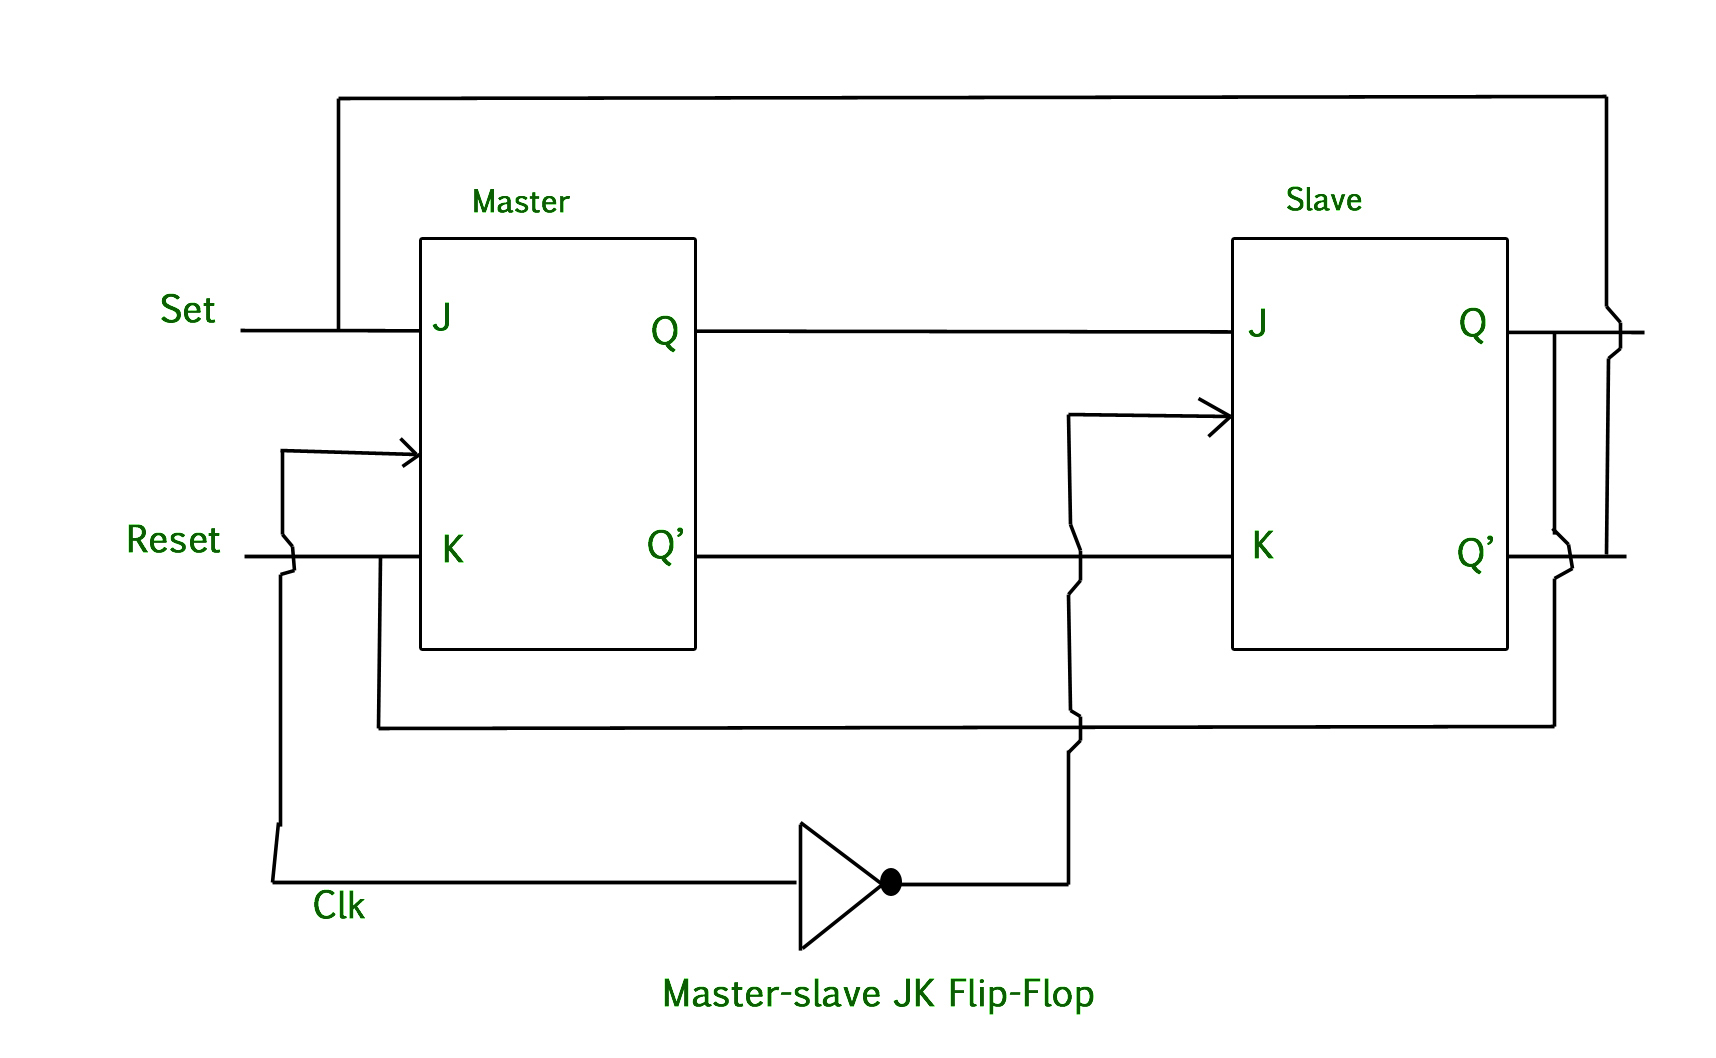 Master
Slave
Set
J
Q
J
Q
Reset
K
Q’
K
Q’
Clk
Master-slave JK Flip-Flop